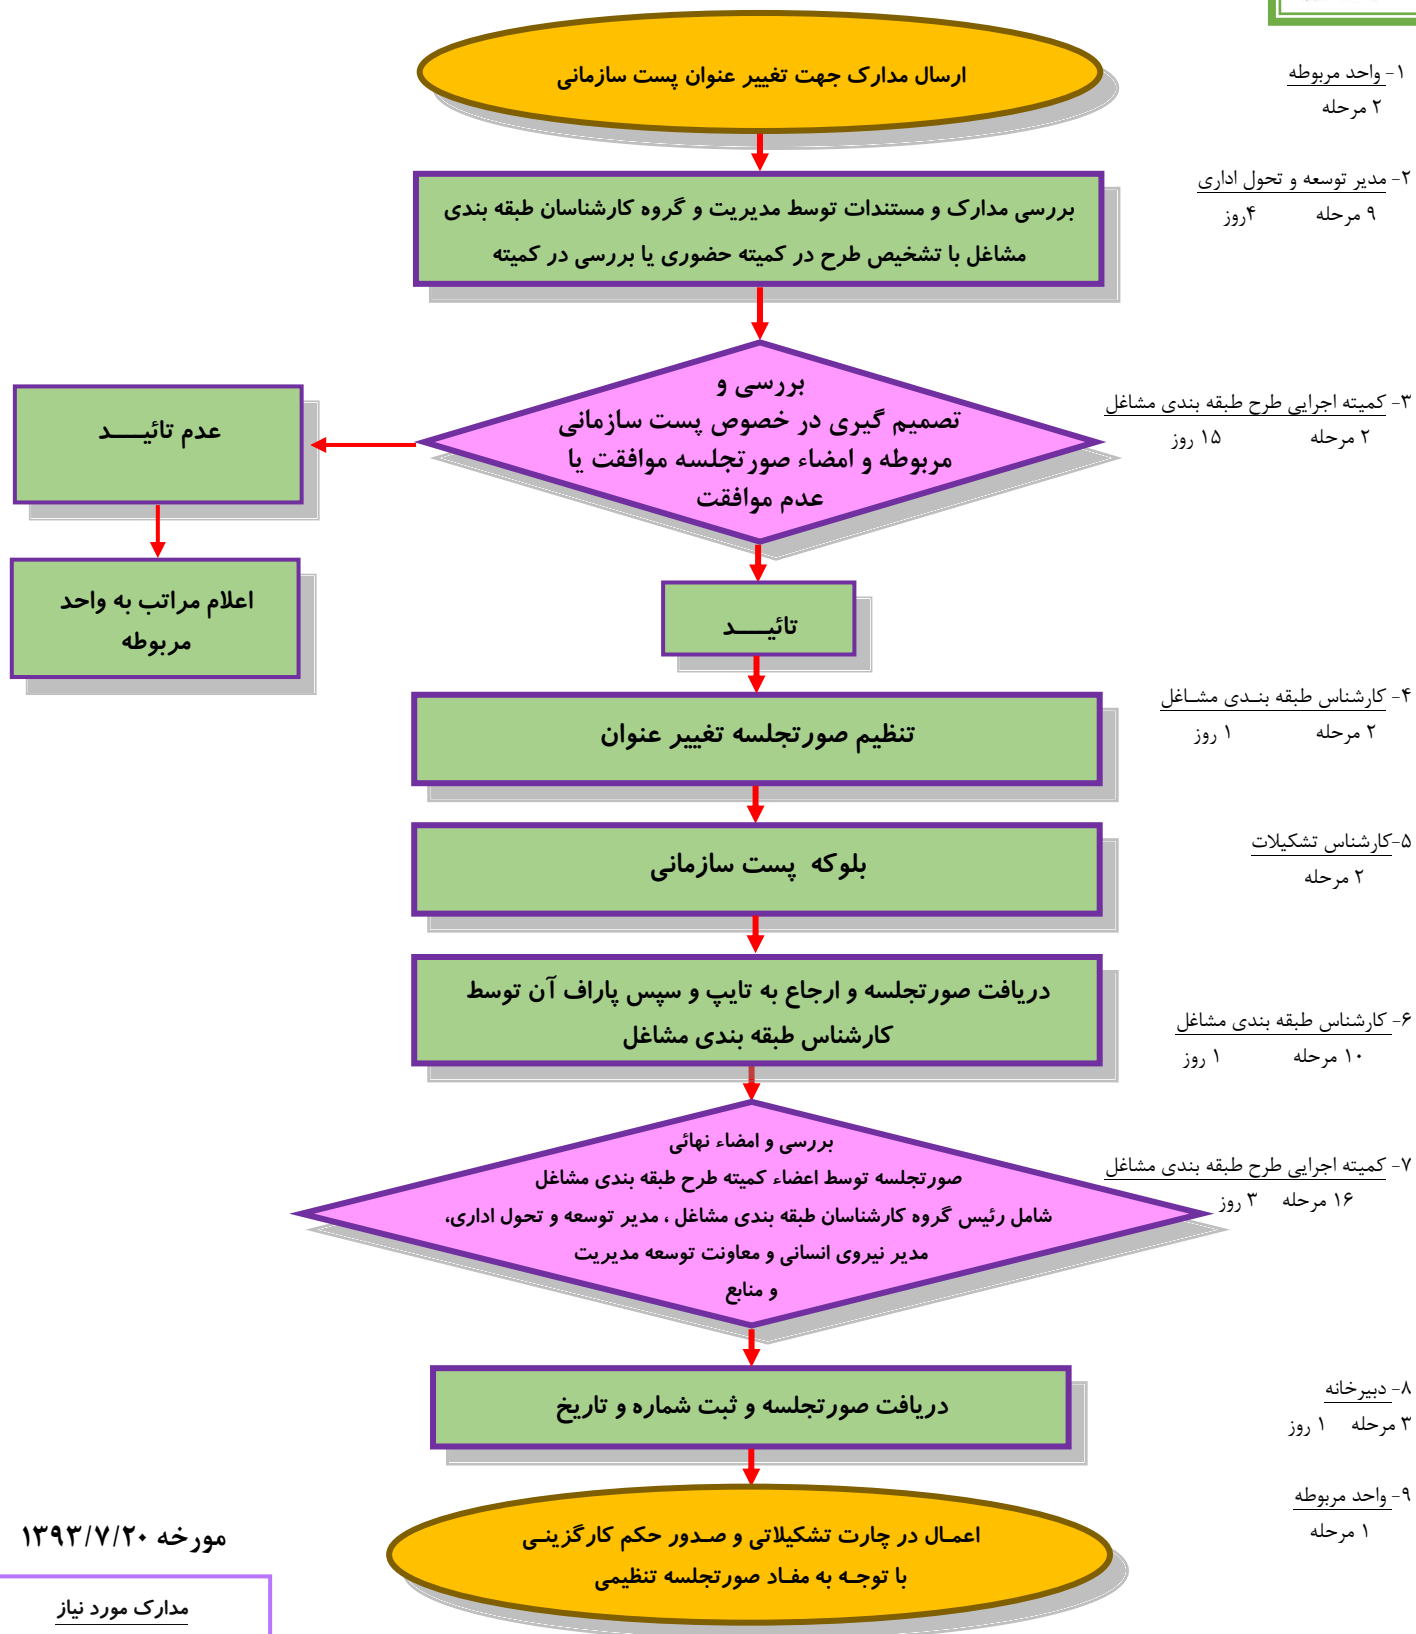 ارسال مدارک جهت تغییر عنوان پست سازمانی
۱- واحد مربوطه
۲ مرحله
بررسی مدارک و مستندات توسط مدیریت و گروه کارشناسان طبقه بندی
مشاغل با تشخیص طرح در کمیته حضوری یا بررسی در کمیته
۲- مدیر توسعه و تحول اداری
۹ مرحله ۴روز
بررسی و
تصمیم گیری در خصوص پست سازمانی
مربوطه و امضاء صورتجلسه موافقت یا
عدم موافقت
۳- کمیته اجرایی طرح طبقه بندی مشاغل
۲ مرحله ۱۵ روز
عدم تائیـــــد
اعلام مراتب به واحد
مربوطه
تائیـــــد
تنظیم صورتجلسه تغییر عنوان
۴- کارشناس طبقه بنـدی مشـاغل
۲ مرحله ۱ روز
بلوکه پست سازمانی
۵-کارشناس تشکیلات
۲ مرحله
دریافت صورتجلسه و ارجاع به تایپ و سپس پاراف آن توسط
کارشناس طبقه بندی مشاغل
۶- کارشناس طبقه بندی مشاغل
۱۰ مرحله ۱ روز
بررسی و امضاء نهائی
صورتجلسه توسط اعضاء کمیته طرح طبقه بندی مشاغل
شامل رئیس گروه کارشناسان طبقه بندی مشاغل ، مدیر توسعه و تحول اداری،
مدیر نیروی انسانی و معاونت توسعه مدیریت
و منابع
۷- کمیته اجرایی طرح طبقه بندی مشاغل
۱۶ مرحله ۳ روز
دریافت صورتجلسه و ثبت شماره و تاریخ
۸- دبیرخانه
۳ مرحله ۱ روز
اعمـال در چارت تشکیلاتی و صـدور حکم کارگزینـی
با توجـه به مفـاد صورتجلسه تنظیمی
۹- واحد مربوطه
۱ مرحله
مورخه ۱۳۹۳/۷/۲۰
مدارک مورد نیاز